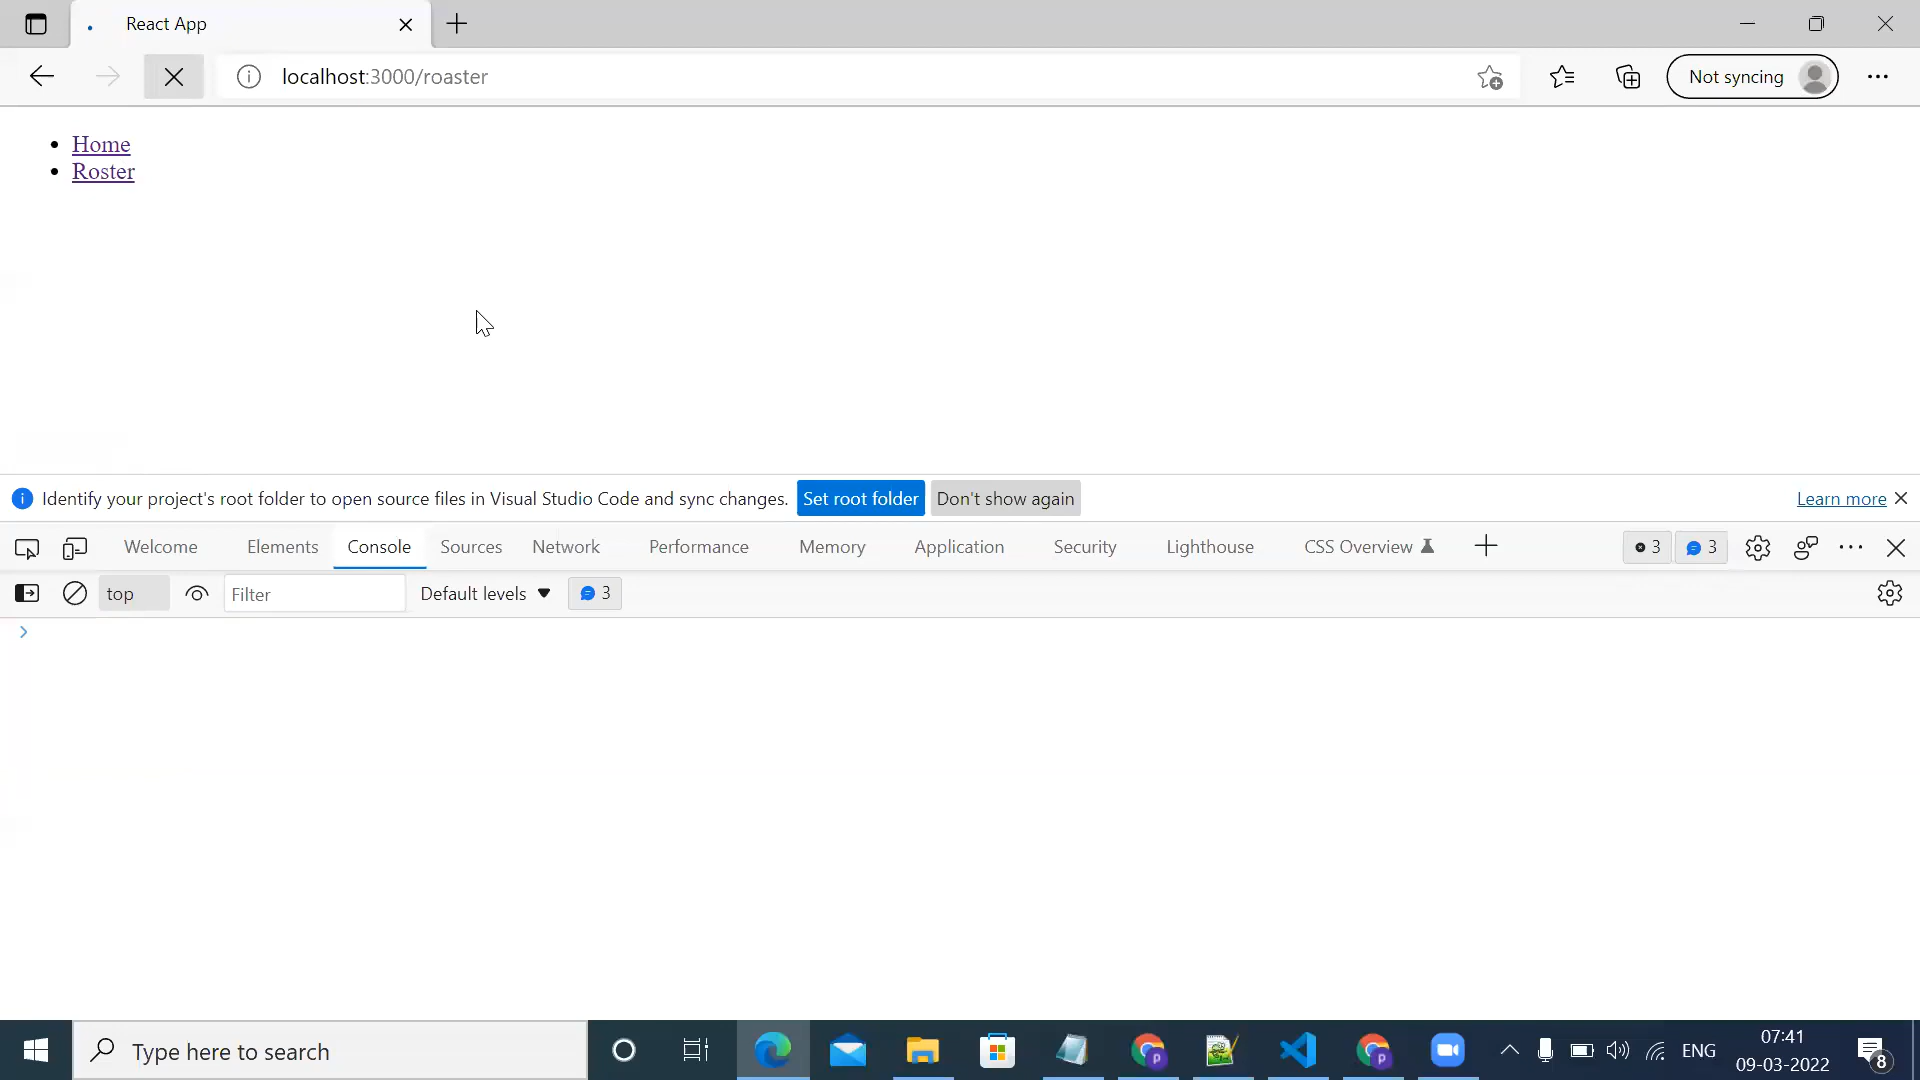 React App
localhost:3000/roaster
Not syncing
Home
Roster
Identify your project's root folder to open source files in Visual Studio Code and sync changes. Set root folder Don't show again Learn more
Welcome Elements Console Sources Network Performance Memory Application Security Lighthouse CSS Overview 3 3
top Filter Default levels 3
Type here to search
P
P
ENG
07:41
09-03-2022
8